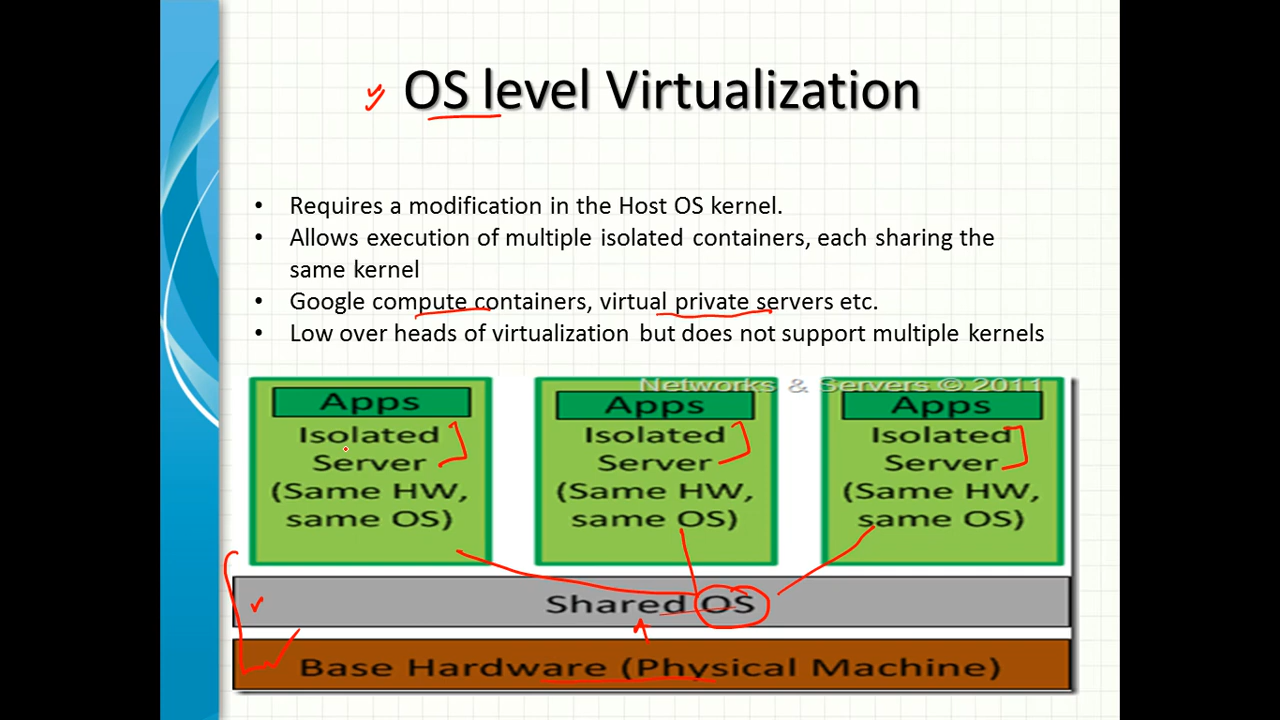 OS level Virtualization
• Requires a modification in the Host OS kernel.
• Allows execution of multiple isolated containers, each sharing the
same kernel
• Google compute containers, virtual private servers etc.
• Low over heads of virtualization but does not support multiple kernels
Networks & Servers © 2011
Apps
Isolated
Server
(Same HW,
same OS)
Apps
Isolated
Server
(Same HW,
same OS)
Apps
Isolated
Server
(Same HW,
same OS)
Shared OS
Base Hardware (Physical Machine)